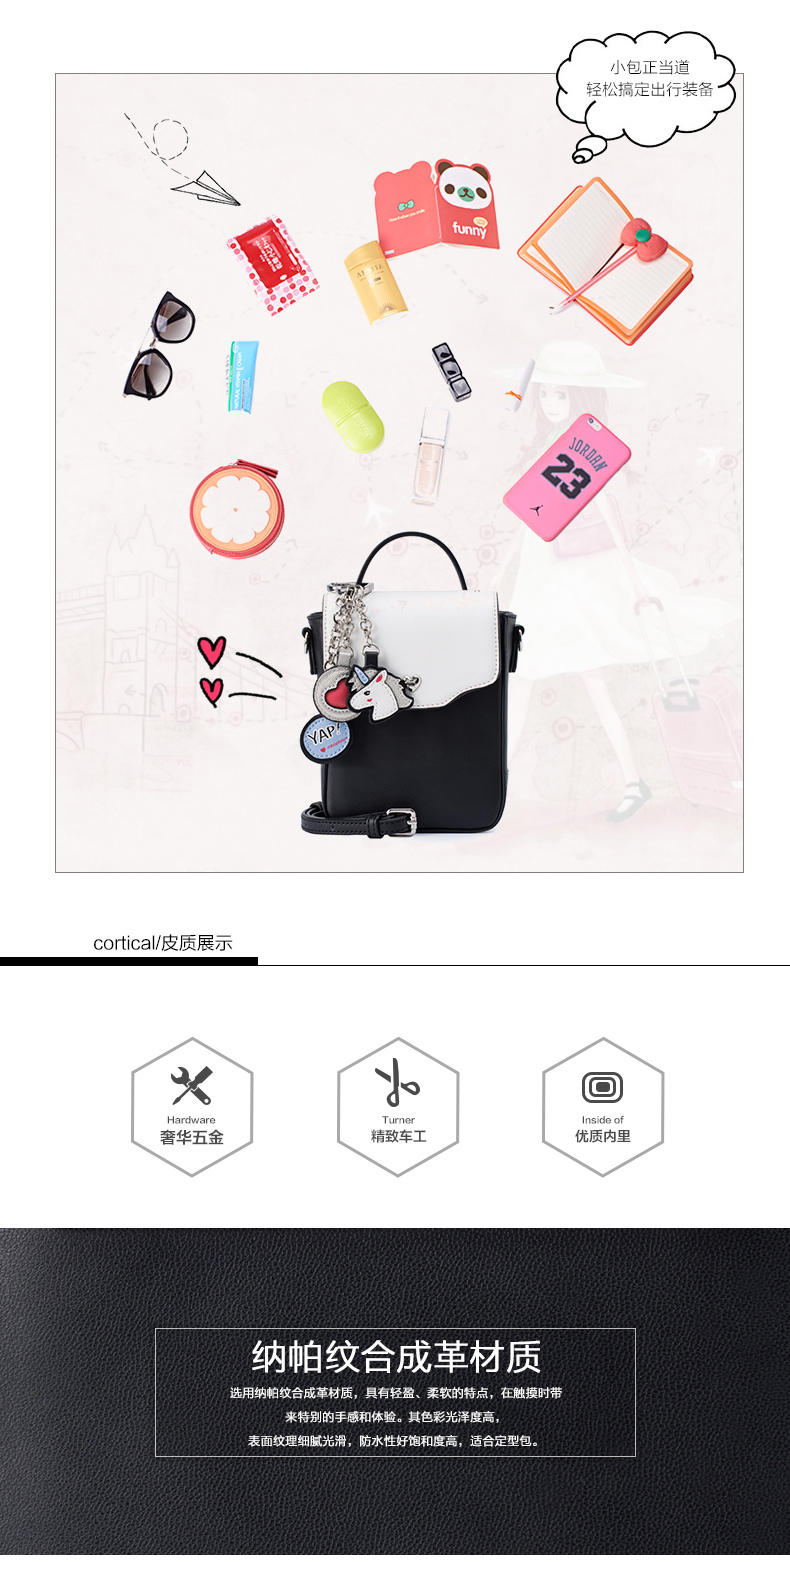 小包正当道
轻松搞定出行装备
funny
JORDAN
23
YAP!
cortical/皮质展示
Hardware
奢华五金
Turner
精致车工
Inside of
优质内里
纳帕纹合成革材质
选用纳帕纹合成革材质，具有轻盈、柔软的特点，在触摸时带
来特别的手感和体验。其色彩光泽度高，
表面纹理细腻光滑，防水性好饱和度高，适合定型包。